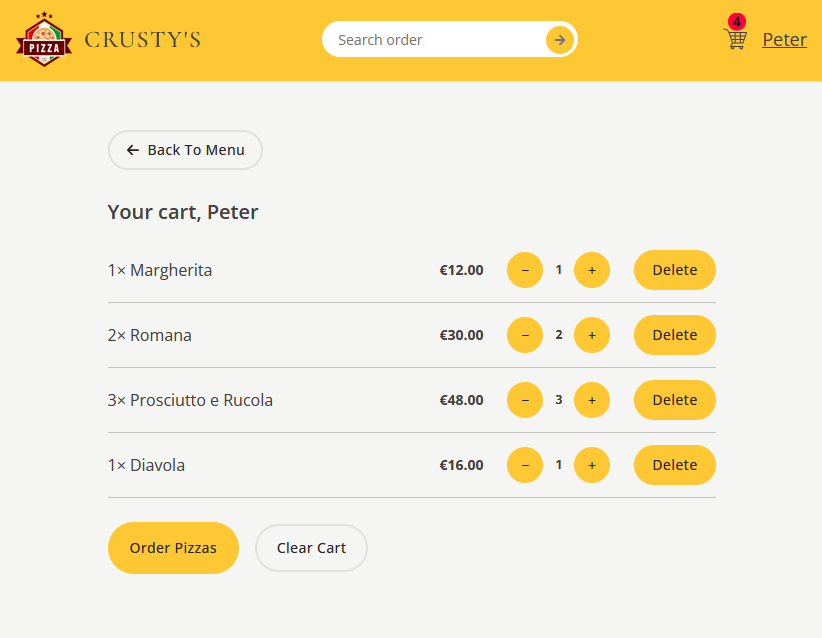 PIZZA CRUSTY'S Search order 4 Peter
Back To Menu
Your cart, Peter
1× Margherita €12.00 − 1 + Delete
2× Romana €30.00 − 2 + Delete
3× Prosciutto e Rucola €48.00 − 3 + Delete
1× Diavola €16.00 − 1 + Delete
Order Pizzas Clear Cart